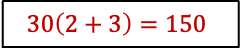 30(2 + 3) = 150